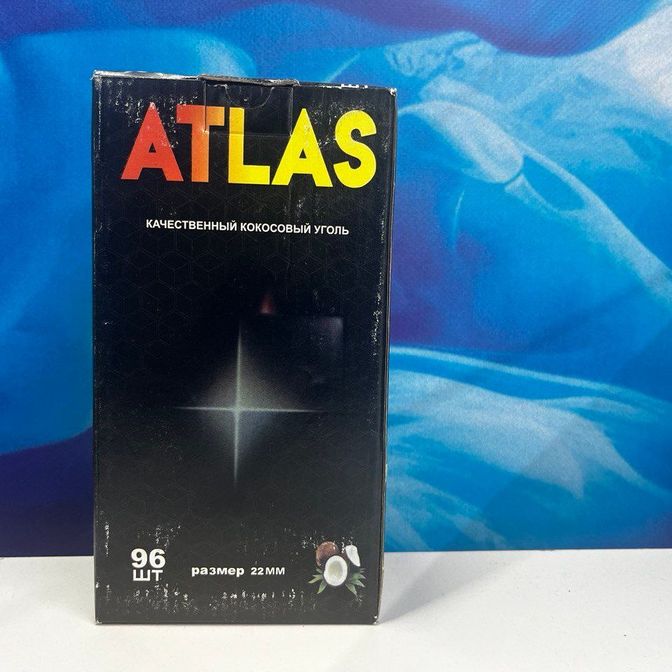 ATLAS
КАЧЕСТВЕННЫЙ КОКОСОВЫЙ УГОЛЬ
96
ШТ
размер 22ММ